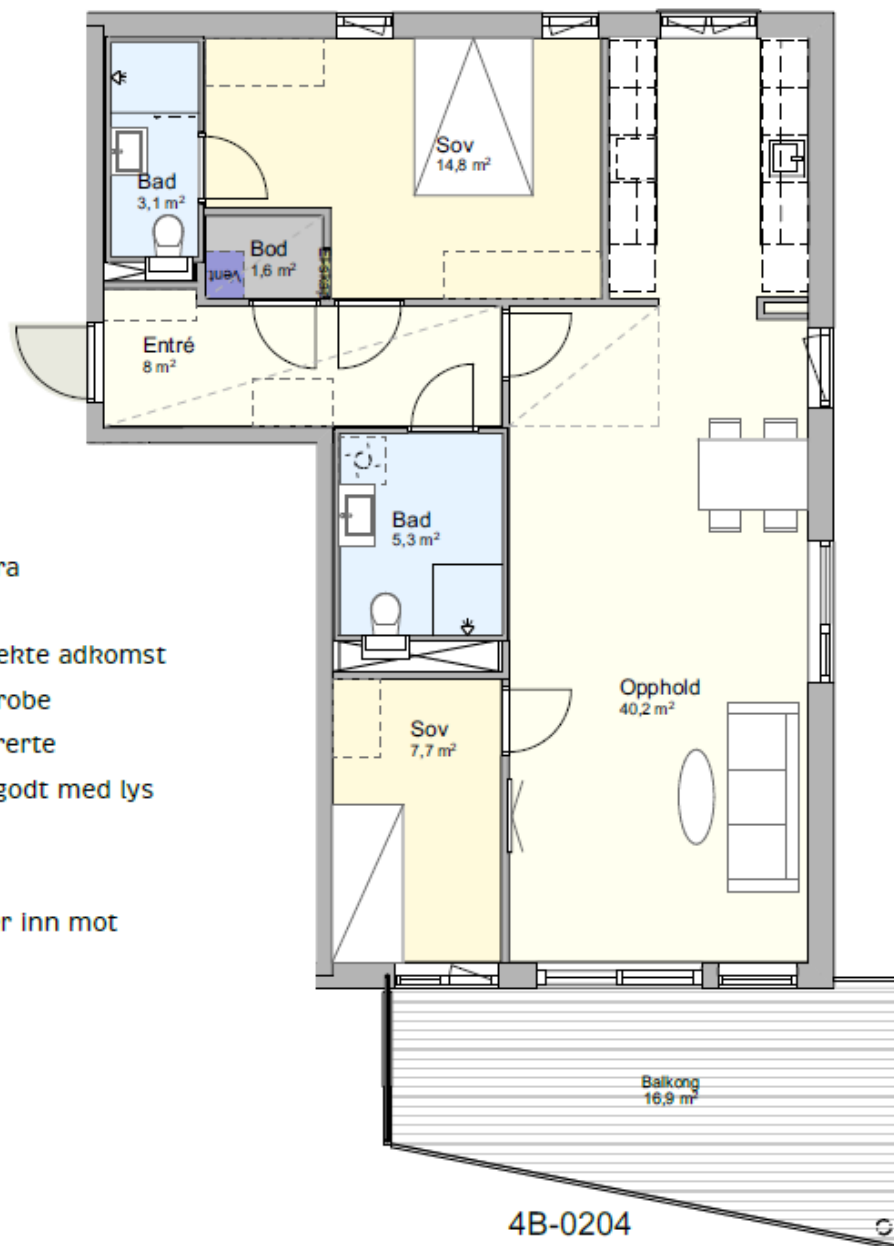 Sov
14,8 m²
Bad
3,1 m²
Bod
1,6 m²
Vent
Entré
8 m²
Bad
5,3 m²
ra
ekte adkomst
robe
rerte
godt med lys
r inn mot
Opphold
40,2 m²
Sov
7,7 m²
Balkong
16,9 m²
4B-0204